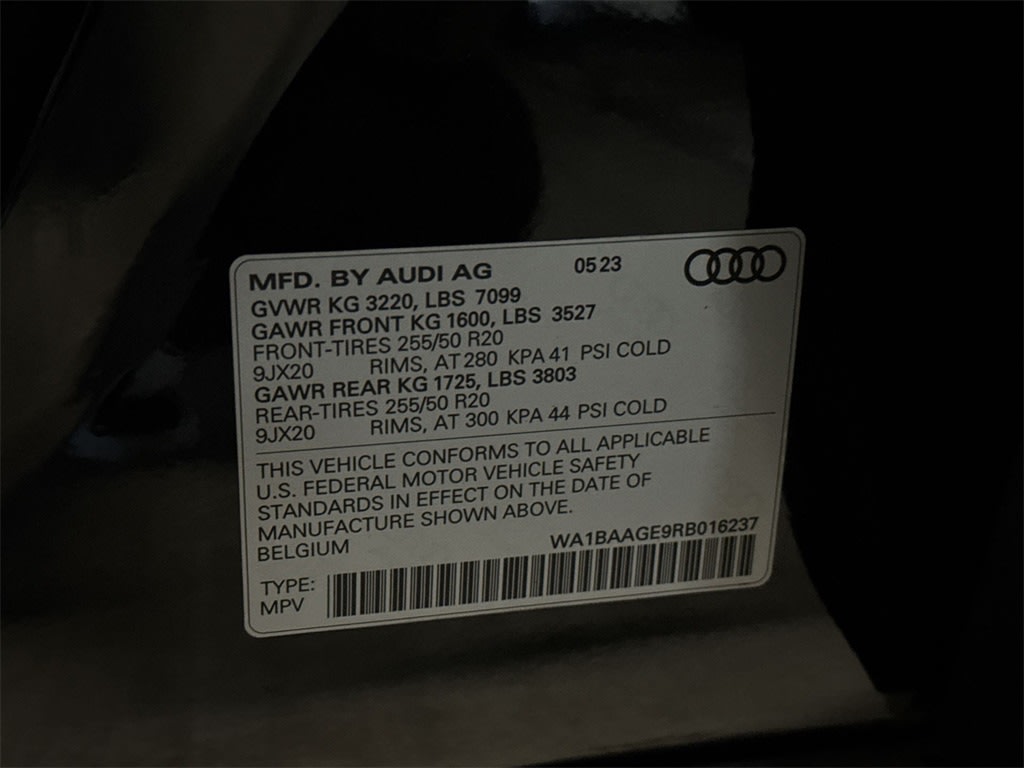 MFD. BY AUDI AG 0523
GVWR KG 3220, LBS 7099
GAWR FRONT KG 1600, LBS 3527
FRONT-TIRES 255/50 R20
9JX20 RIMS, AT 280 KPA 41 PSI COLD
GAWR REAR KG 1725, LBS 3803
REAR-TIRES 255/50 R20
9JX20 RIMS, AT 300 KPA 44 PSI COLD
THIS VEHICLE CONFORMS TO ALL APPLICABLE
U.S. FEDERAL MOTOR VEHICLE SAFETY
STANDARDS IN EFFECT ON THE DATE OF
MANUFACTURE SHOWN ABOVE.
BELGIUM WA1BAAGE9RB016237
TYPE:
MPV